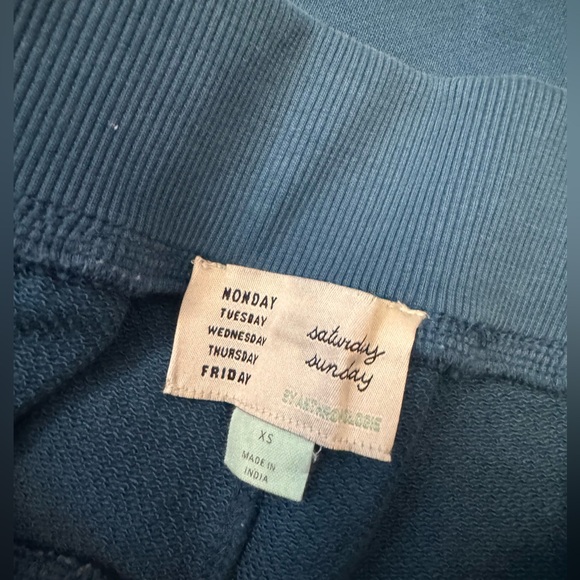 MONDAY
TUESDAY
WEDNESDAY
THURSDAY
FRIDAY
saturday
sunday
BY ANTHROPOLOGIE
XS
MADE IN
INDIA